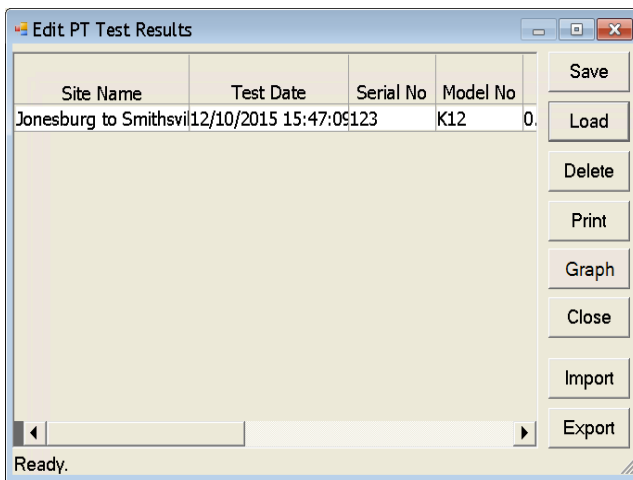 Edit PT Test Results
Site Name Test Date Serial No Model No
Jonesburg to Smithsvi 12/10/2015 15:47:09 123 K12 0.
Save
Load
Delete
Print
Graph
Close
Import
Export
Ready.